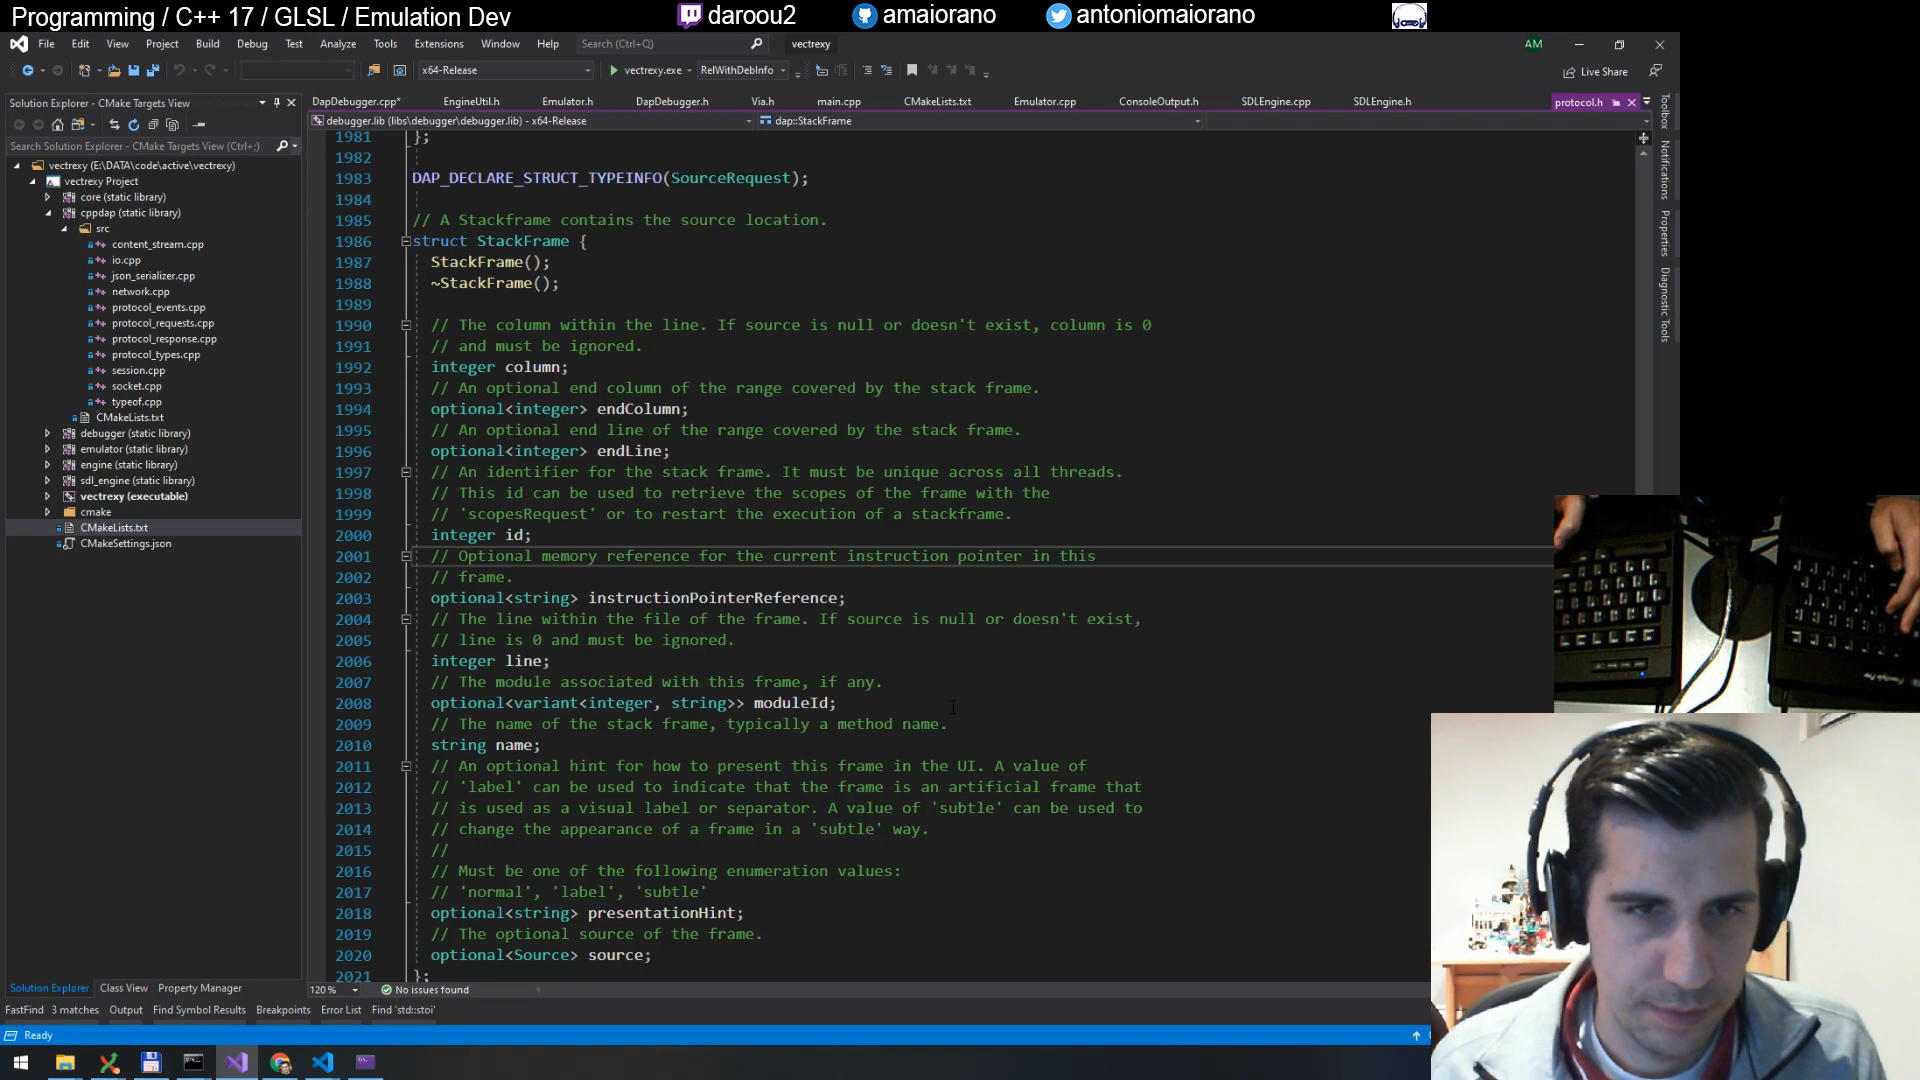 Programming / C++ 17 / GLSL / Emulation Dev
daroou2
amaiorano
antoniomaiorano
File Edit View Project Build Debug Test Analyze Tools Extensions Window Help
Search (Ctrl+Q)
vectrexy
AM
x64-Release
vectrexy.exe
RelWithDebInfo
Live Share
Solution Explorer - CMake Targets View
DapDebugger.cpp*
EngineUtil.h
Emulator.h
DapDebugger.h
Via.h
main.cpp
CMakeLists.txt
Emulator.cpp
ConsoleOutput.h
SDLEngine.cpp
SDLEngine.h
protocol.h
debugger.lib (libs\debugger\debugger.lib) - x64-Release
dap::StackFrame
Toolbox
Notifications
Properties
Diagnostic Tools
Search Solution Explorer - CMake Targets View (Ctrl+;)
vectrexy (E:\DATA\code\active\vectrexy)
vectrexy Project
core (static library)
cppdap (static library)
src
content_stream.cpp
io.cpp
json_serializer.cpp
network.cpp
protocol_events.cpp
protocol_requests.cpp
protocol_response.cpp
protocol_types.cpp
session.cpp
socket.cpp
typeof.cpp
CMakeLists.txt
debugger (static library)
emulator (static library)
engine (static library)
sdl_engine (static library)
vectrexy (executable)
cmake
CMakeLists.txt
CMakeSettings.json
1981 };
1982
1983 DAP_DECLARE_STRUCT_TYPEINFO(SourceRequest);
1984
1985 // A Stackframe contains the source location.
1986 struct StackFrame {
1987 StackFrame();
1988 ~StackFrame();
1989
1990 // The column within the line. If source is null or doesn't exist, column is 0
1991 // and must be ignored.
1992 integer column;
1993 // An optional end column of the range covered by the stack frame.
1994 optional<integer> endColumn;
1995 // An optional end line of the range covered by the stack frame.
1996 optional<integer> endLine;
1997 // An identifier for the stack frame. It must be unique across all threads.
1998 // This id can be used to retrieve the scopes of the frame with the
1999 // 'scopesRequest' or to restart the execution of a stackframe.
2000 integer id;
2001 // Optional memory reference for the current instruction pointer in this
2002 // frame.
2003 optional<string> instructionPointerReference;
2004 // The line within the file of the frame. If source is null or doesn't exist,
2005 // line is 0 and must be ignored.
2006 integer line;
2007 // The module associated with this frame, if any.
2008 optional<variant<integer, string>> moduleId;
2009 // The name of the stack frame, typically a method name.
2010 string name;
2011 // An optional hint for how to present this frame in the UI. A value of
2012 // 'label' can be used to indicate that the frame is an artificial frame that
2013 // is used as a visual label or separator. A value of 'subtle' can be used to
2014 // change the appearance of a frame in a 'subtle' way.
2015 //
2016 // Must be one of the following enumeration values:
2017 // 'normal', 'label', 'subtle'
2018 optional<string> presentationHint;
2019 // The optional source of the frame.
2020 optional<Source> source;
2021 };
Solution Explorer Class View Property Manager
120 %
No issues found
FastFind 3 matches Output Find Symbol Results Breakpoints Error List Find 'std::stoi'
Ready